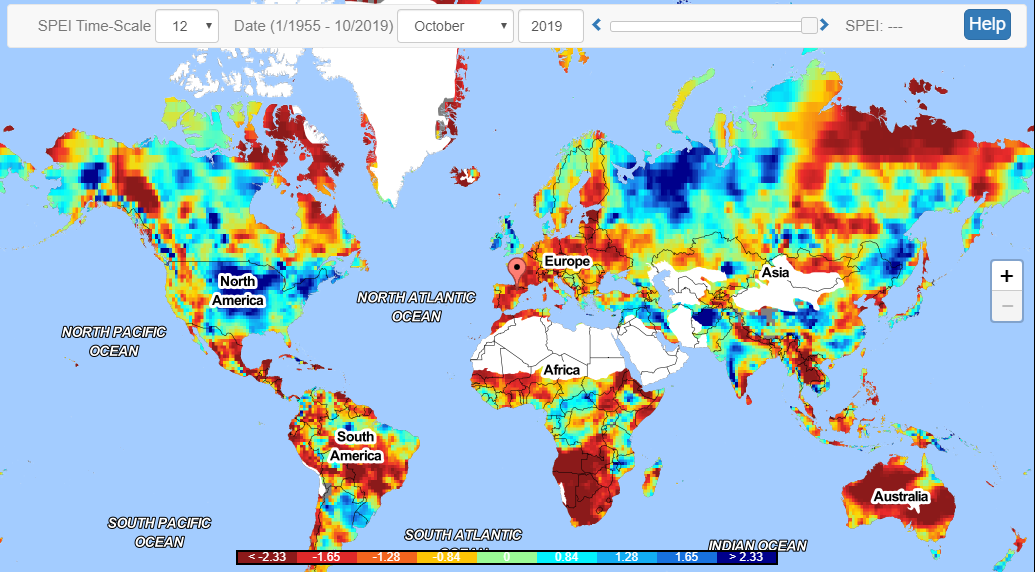 SPEI Time-Scale 12 Date (1/1955 - 10/2019) October 2019 SPEI: --- Help
North
America
NORTH ATLANTIC
OCEAN
Europe
Asia
NORTH PACIFIC
OCEAN
+
−
Africa
South
America
Australia
SOUTH PACIFIC
OCEAN
SOUTH ATLANTIC
OCEAN
INDIAN OCEAN
< -2.33 -1.65 -1.28 -0.84 0 0.84 1.28 1.65 > 2.33